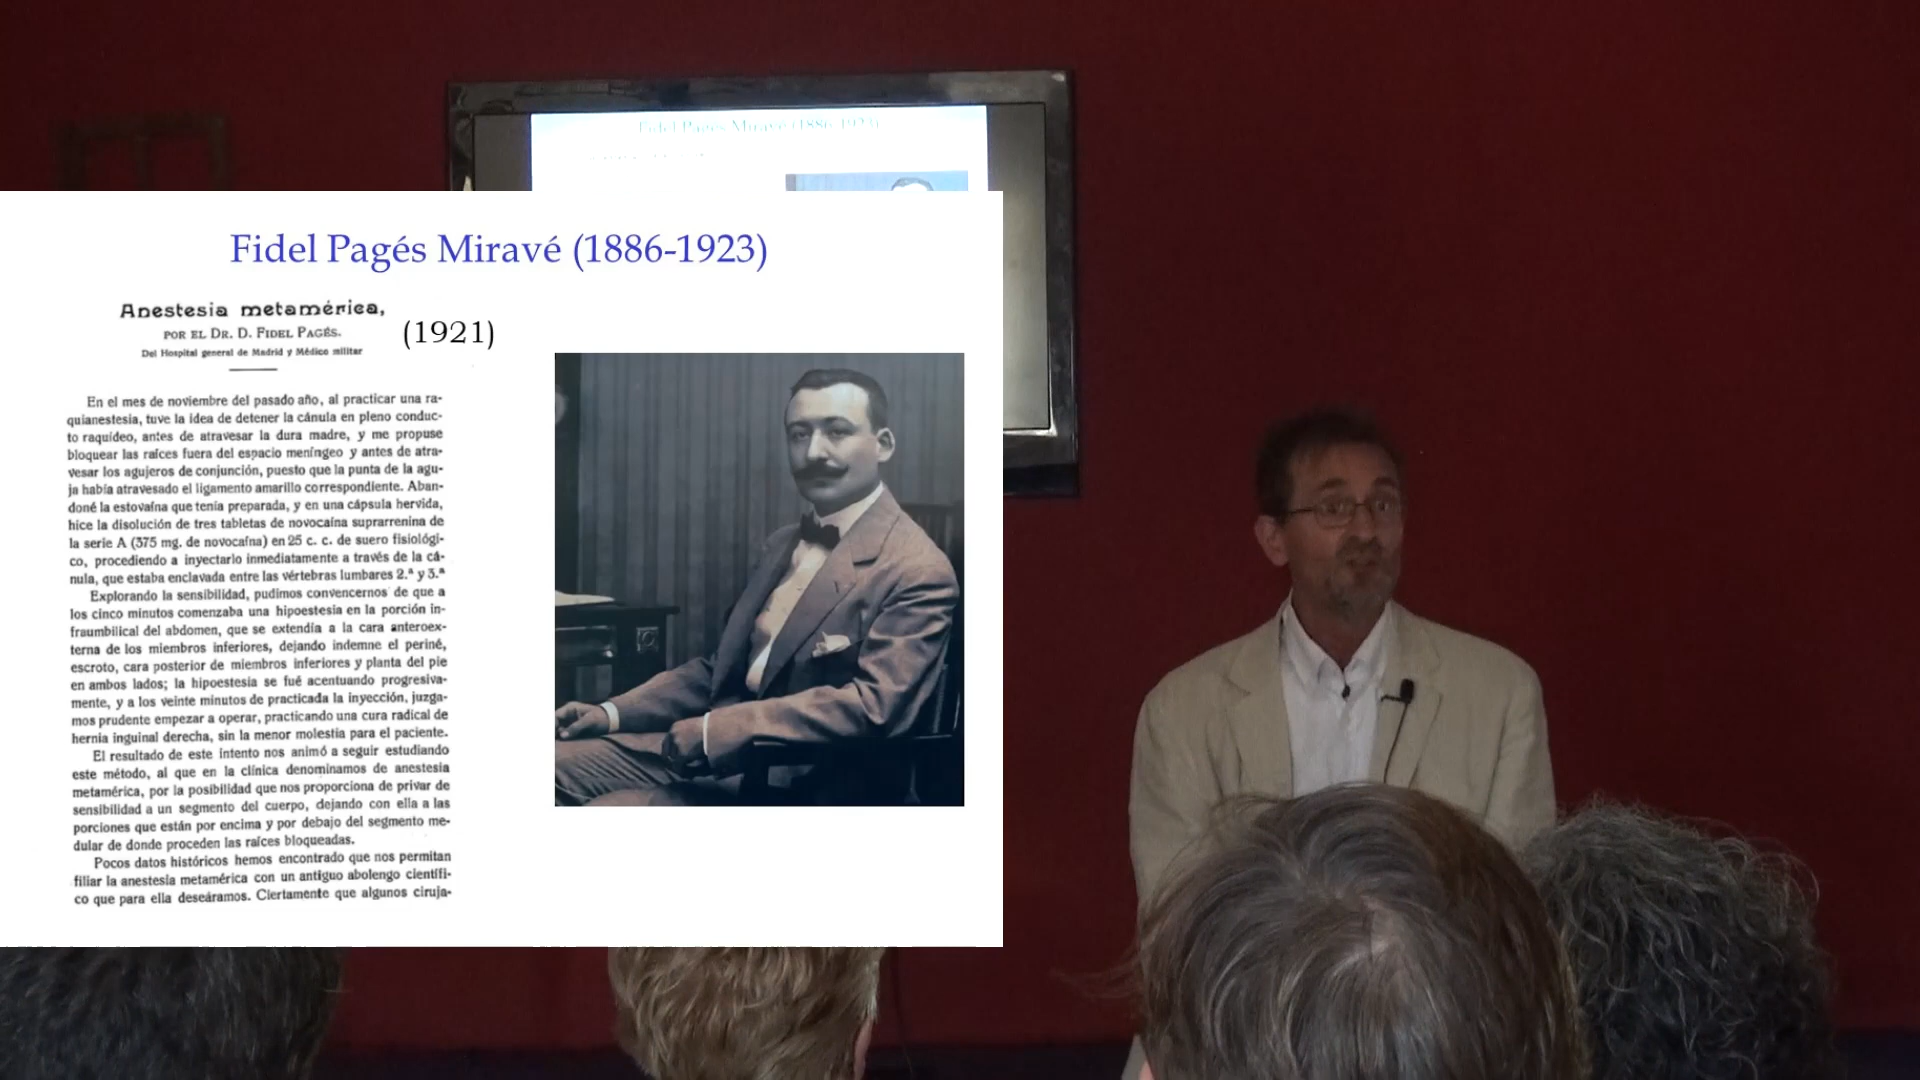 Fidel Pagés Miravé (1886-1923)
Fidel Pagés Miravé (1886-1923)
Anestesia metamérica,
POR EL DR. D. FIDEL PAGÉS.
(1921)
Del Hospital general de Madrid y Médico militar
En el mes de noviembre del pasado año, al practicar una ra-
quianestesia, tuve la idea de detener la cánula en pleno conduc-
to raquídeo, antes de atravesar la dura madre, y me propuse
bloquear las raíces fuera del espacio meníngeo y antes de atra-
vesar los agujeros de conjunción, puesto que la punta de la agu-
ja había atravesado el ligamento amarillo correspondiente. Aban-
doné la estovaína que tenía preparada, y en una cápsula hervida,
hice la disolución de tres tabletas de novocaína suprarrenina de
la serie A (375 mg. de novocaína) en 25 c. c. de suero fisiológi-
co, procediendo a inyectarlo inmediatamente a través de la cá-
nula, que estaba enclavada entre las vértebras lumbares 2.ª y 3.ª
Explorando la sensibilidad, pudimos convencernos de que a
los cinco minutos comenzaba una hipoestesia en la porción in-
fraumbilical del abdomen, que se extendía a la cara anteroex-
terna de los miembros inferiores, dejando indemne el periné,
escroto, cara posterior de miembros inferiores y planta del pie
en ambos lados; la hipoestesia se fué acentuando progresiva-
mente, y a los veinte minutos de practicada la inyección, juzga-
mos prudente empezar a operar, practicando una cura radical de
hernia inguinal derecha, sin la menor molestia para el paciente.
El resultado de este intento nos animó a seguir estudiando
este método, al que en la clínica denominamos de anestesia
metamérica, por la posibilidad que nos proporciona de privar de
sensibilidad a un segmento del cuerpo, dejando con ella a las
porciones que están por encima y por debajo del segmento me-
dular de donde proceden las raíces bloqueadas.
Pocos datos históricos hemos encontrado que nos permitan
filiar la anestesia metamérica con un antiguo abolengo científi-
co que para ella deseáramos. Ciertamente que algunos ciruja-